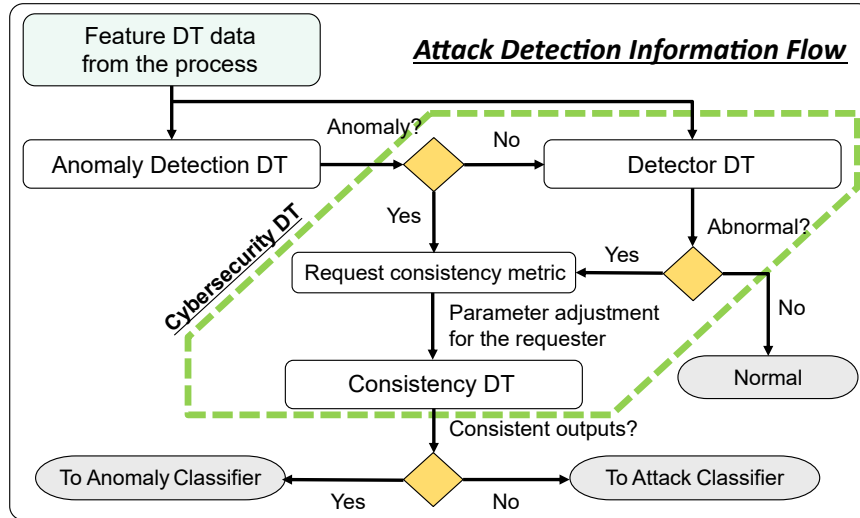 Feature DT data
from the process
Attack Detection Information Flow
Anomaly?
Anomaly Detection DT
No
Detector DT
Yes
Abnormal?
Cybersecurity DT
Request consistency metric
Yes
No
Parameter adjustment
for the requester
Consistency DT
Normal
Consistent outputs?
To Anomaly Classifier
To Attack Classifier
Yes
No